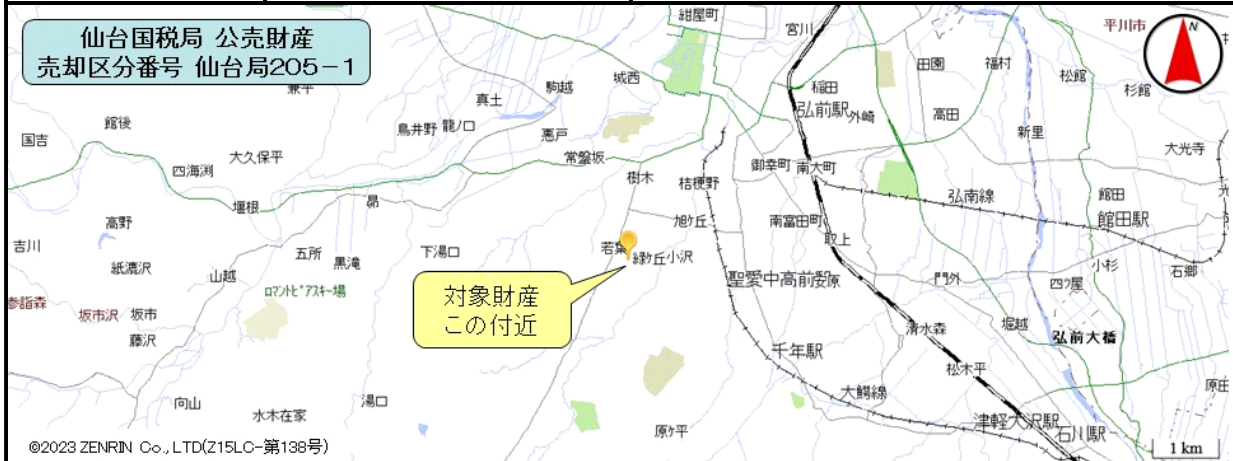 仙台国税局 公売財産
売却区分番号 仙台局205-1
紺屋町
宮川
平川市
N
兼平
駒越
城西
稲田
田園
福村
松館
杉館
真土
弘前駅
外崎
高田
国吉
館後
鳥井野
龍ノ口
悪戸
新里
大光寺
四海渕
大久保平
常盤坂
御幸町
南大町
樹木
桔梗野
弘南線
館田
堰根
昴
高野
旭ケ丘
南富田町
館田駅
取上
吉川
五所
黒滝
下湯口
若葉
緑ケ丘
小沢
小杉
紙漉沢
山越
聖愛中高前
安原
門外
四ツ屋
石郷
ロマントピアスキー場
対象財産
この付近
参詣森
坂市沢
坂市
藤沢
清水森
堀越
弘前大橋
千年駅
松木平
大鰐線
原田
向山
水木在家
湯口
原ケ平
津軽大沢駅
石川駅
©2023 ZENRIN Co., LTD(Z15LC-第138号)
1 km